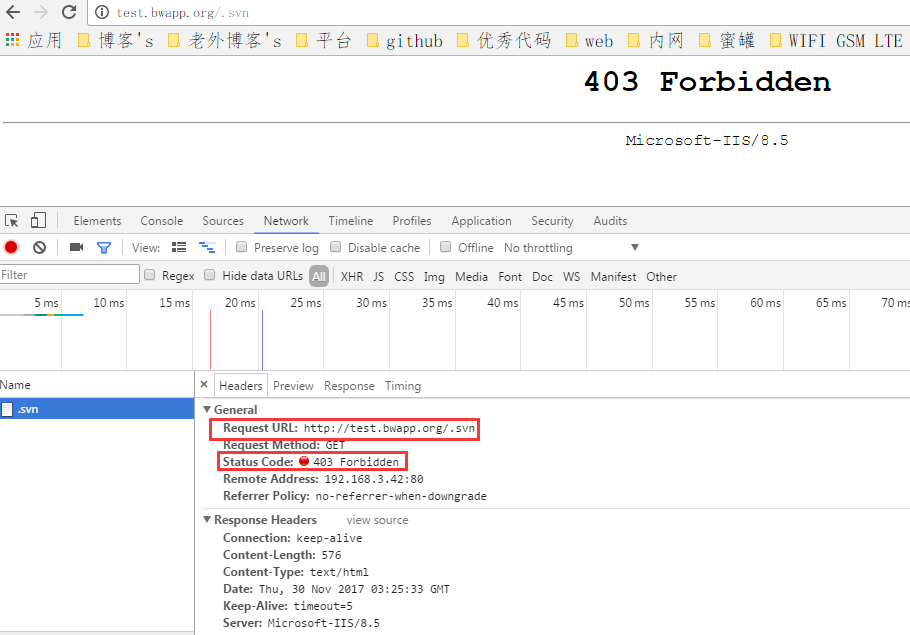 test.bwapp.org/.svn
应用 博客's 老外博客's 平台 github 优秀代码 web 内网 蜜罐 WIFI GSM LTE
403 Forbidden
Microsoft-IIS/8.5
Elements Console Sources Network Timeline Profiles Application Security Audits
View: Preserve log Disable cache Offline No throttling
Filter Regex Hide data URLs All XHR JS CSS Img Media Font Doc WS Manifest Other
5 ms 10 ms 15 ms 20 ms 25 ms 30 ms 35 ms 40 ms 45 ms 50 ms 55 ms 60 ms 65 ms 70 ms
Name × Headers Preview Response Timing
.svn
General
Request URL: http://test.bwapp.org/.svn
Request Method: GET
Status Code: 403 Forbidden
Remote Address: 192.168.3.42:80
Referrer Policy: no-referrer-when-downgrade
Response Headers view source
Connection: keep-alive
Content-Length: 576
Content-Type: text/html
Date: Thu, 30 Nov 2017 03:25:33 GMT
Keep-Alive: timeout=5
Server: Microsoft-IIS/8.5